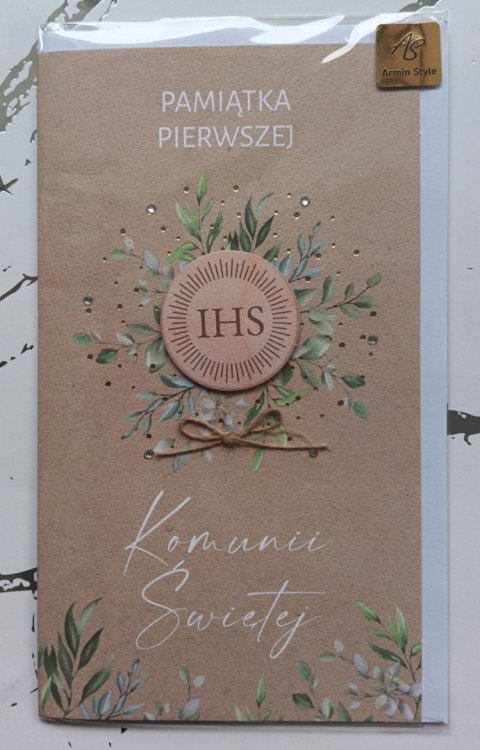 AS
Armin Style
PAMIĄTKA
PIERWSZEJ
IHS
Komunii
Świętej